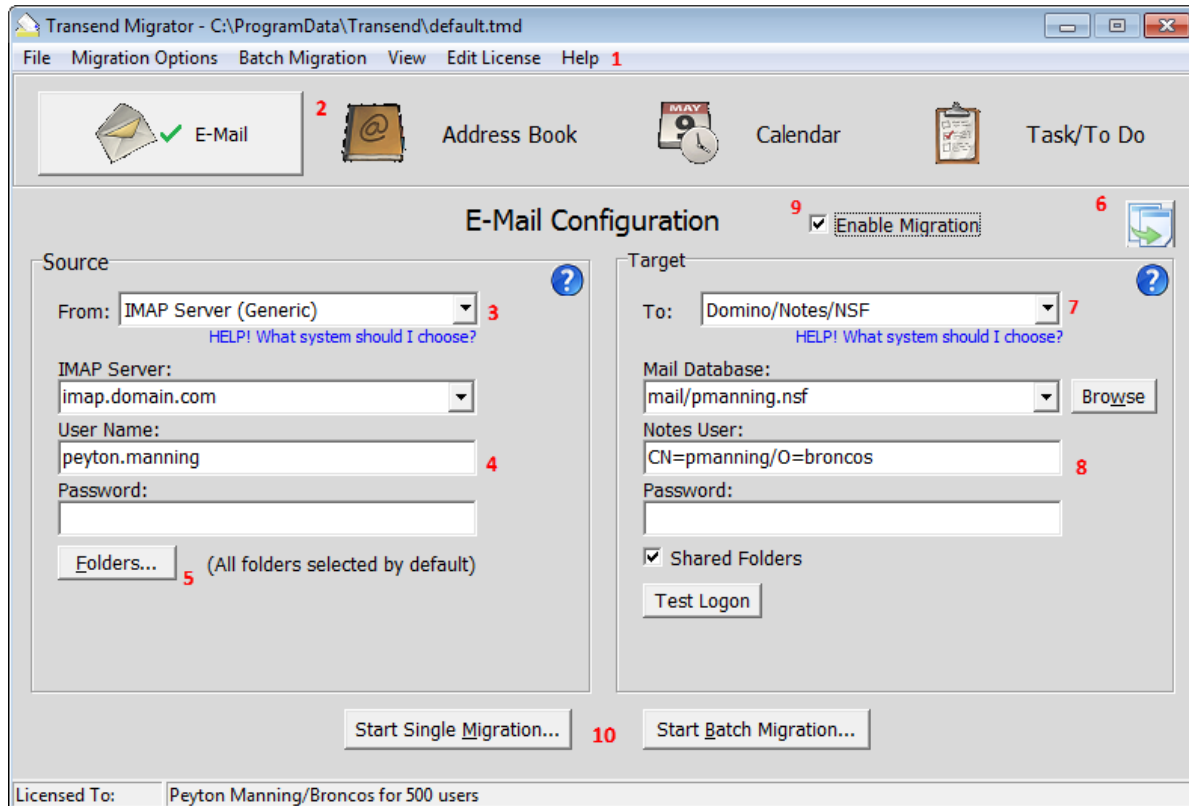 Transend Migrator - C:\ProgramData\Transend\default.tmd
File Migration Options Batch Migration View Edit License Help 1
E-Mail 2 Address Book Calendar Task/To Do
MAY
9
E-Mail Configuration 9 Enable Migration 6
Source
From: IMAP Server (Generic) 3
HELP! What system should I choose?
IMAP Server:
imap.domain.com
User Name:
peyton.manning 4
Password:
Folders... 5 (All folders selected by default)
Target
To: Domino/Notes/NSF 7
HELP! What system should I choose?
Mail Database:
mail/pmanning.nsf Browse
Notes User:
CN=pmanning/O=broncos 8
Password:
Shared Folders
Test Logon
Start Single Migration... 10 Start Batch Migration...
Licensed To: Peyton Manning/Broncos for 500 users